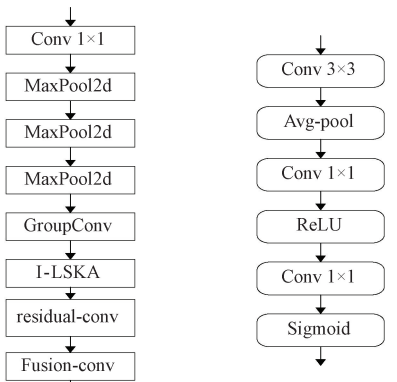 Conv 1×1
MaxPool2d
MaxPool2d
MaxPool2d
GroupConv
I-LSKA
residual-conv
Fusion-conv
Conv 3×3
Avg-pool
Conv 1×1
ReLU
Conv 1×1
Sigmoid